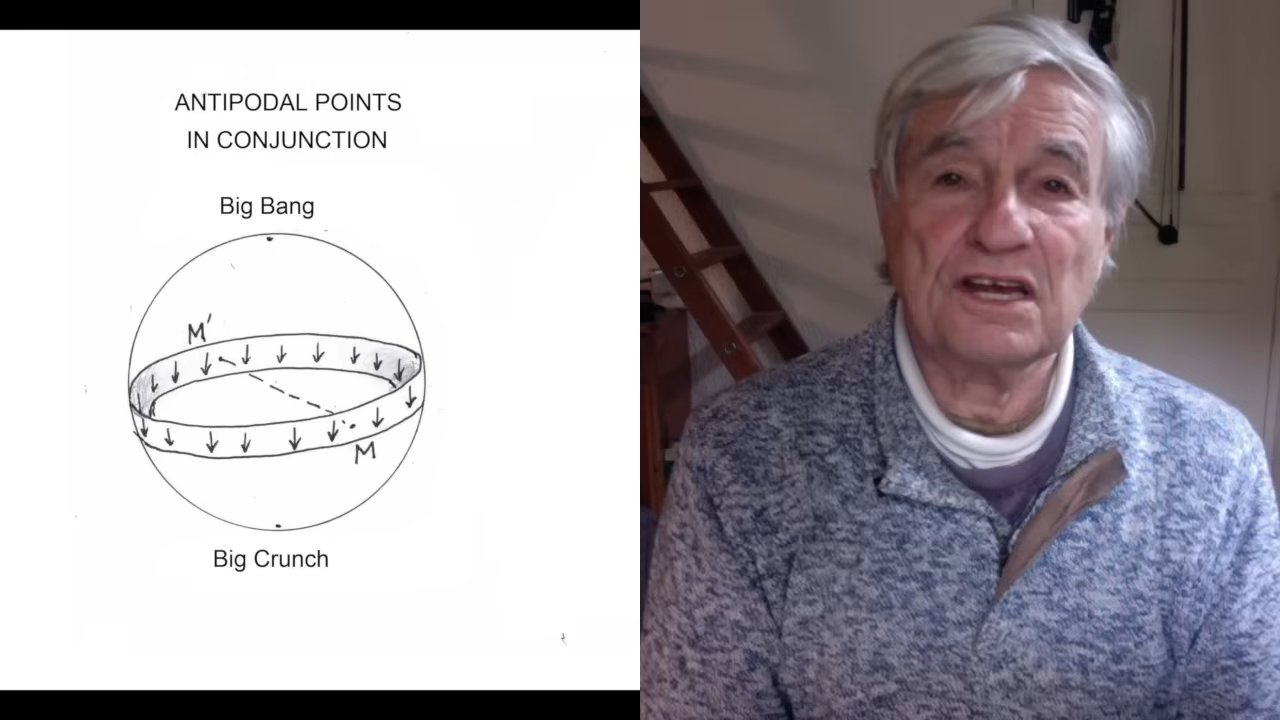 ANTIPODAL POINTS
IN CONJUNCTION
Big Bang
M'
M
Big Crunch